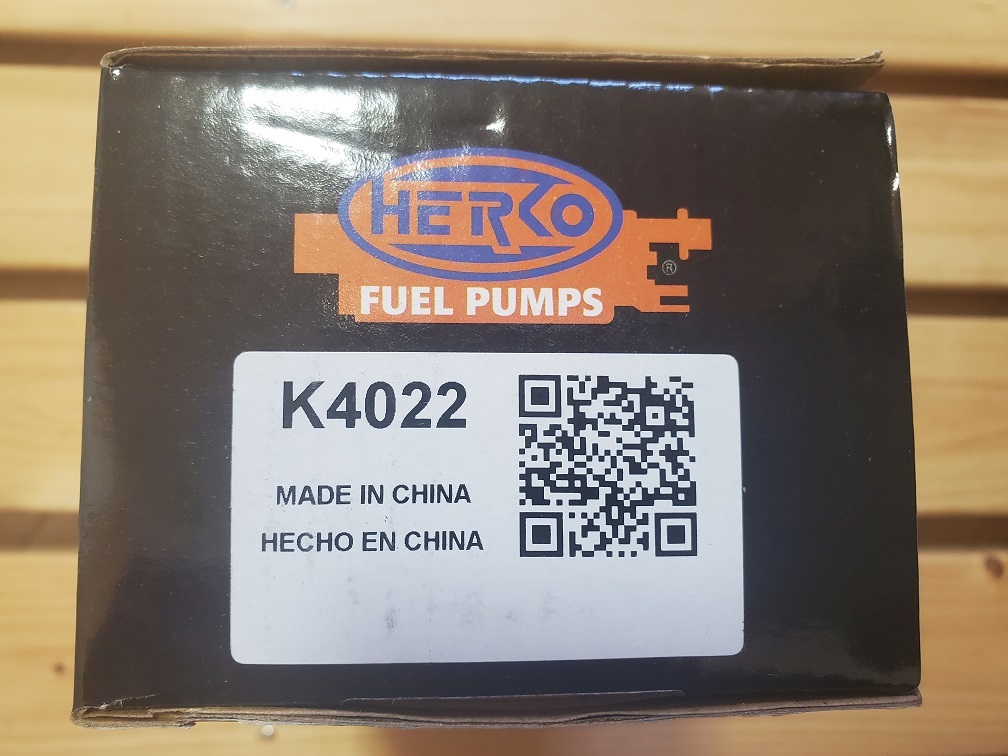 HERKO
®
FUEL PUMPS
K4022
MADE IN CHINA
HECHO EN CHINA